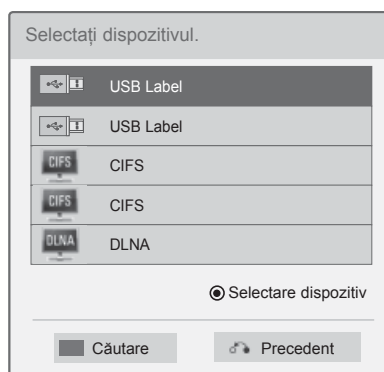 Selectați dispozitivul.
USB Label
USB Label
CIFS CIFS
CIFS CIFS
DLNA DLNA
Selectare dispozitiv
Căutare Precedent